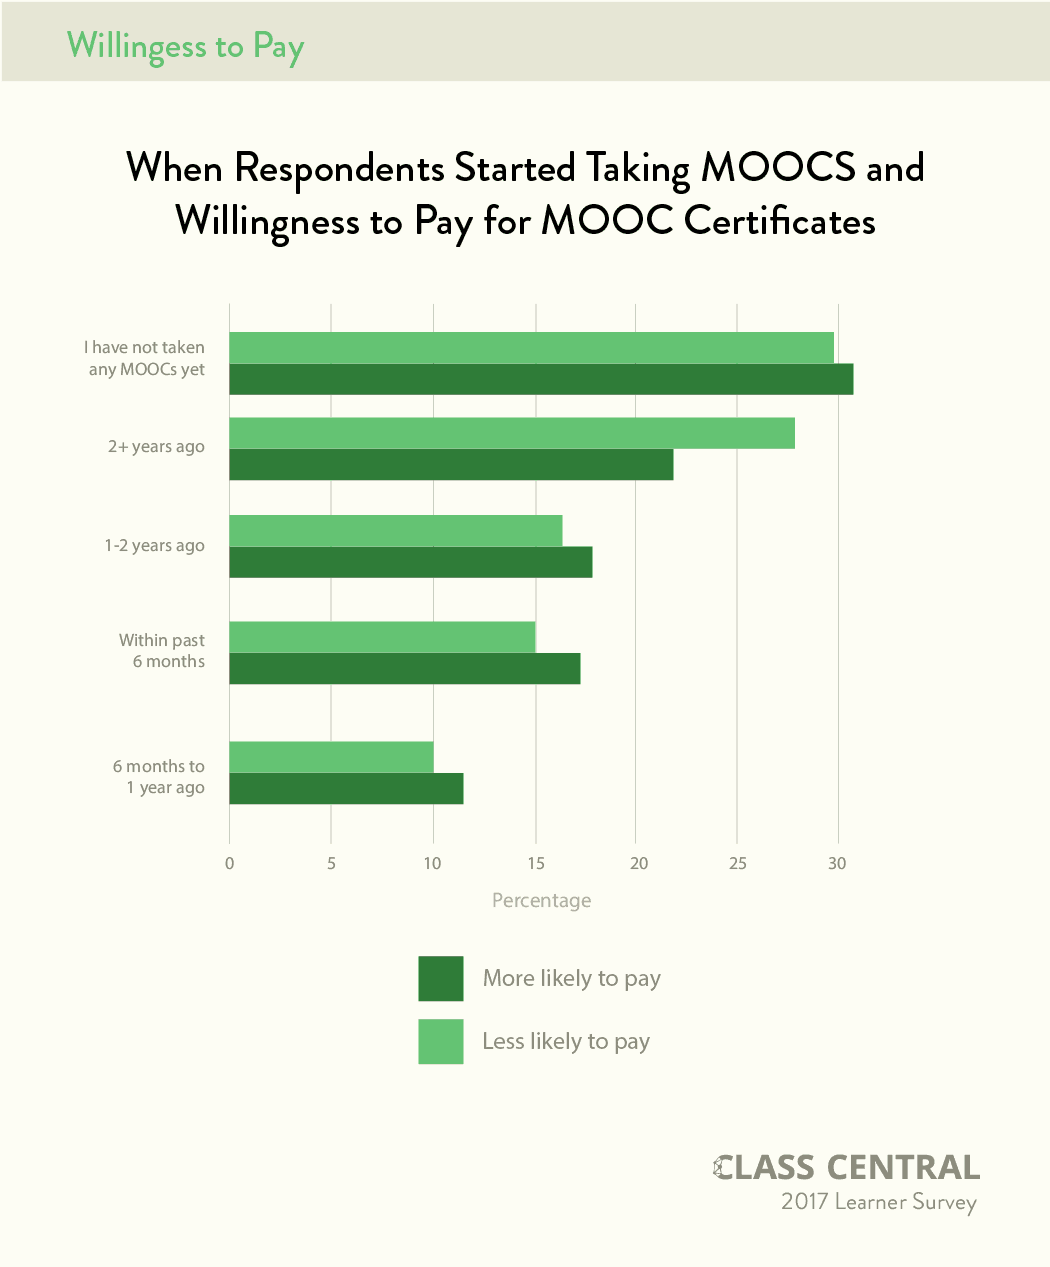 Willingess to Pay
When Respondents Started Taking MOOCS and
Willingness to Pay for MOOC Certificates
I have not taken
any MOOCs yet
2+ years ago
1-2 years ago
Within past
6 months
6 months to
1 year ago
0 5 10 15 20 25 30
Percentage
More likely to pay
Less likely to pay
CLASS CENTRAL
2017 Learner Survey